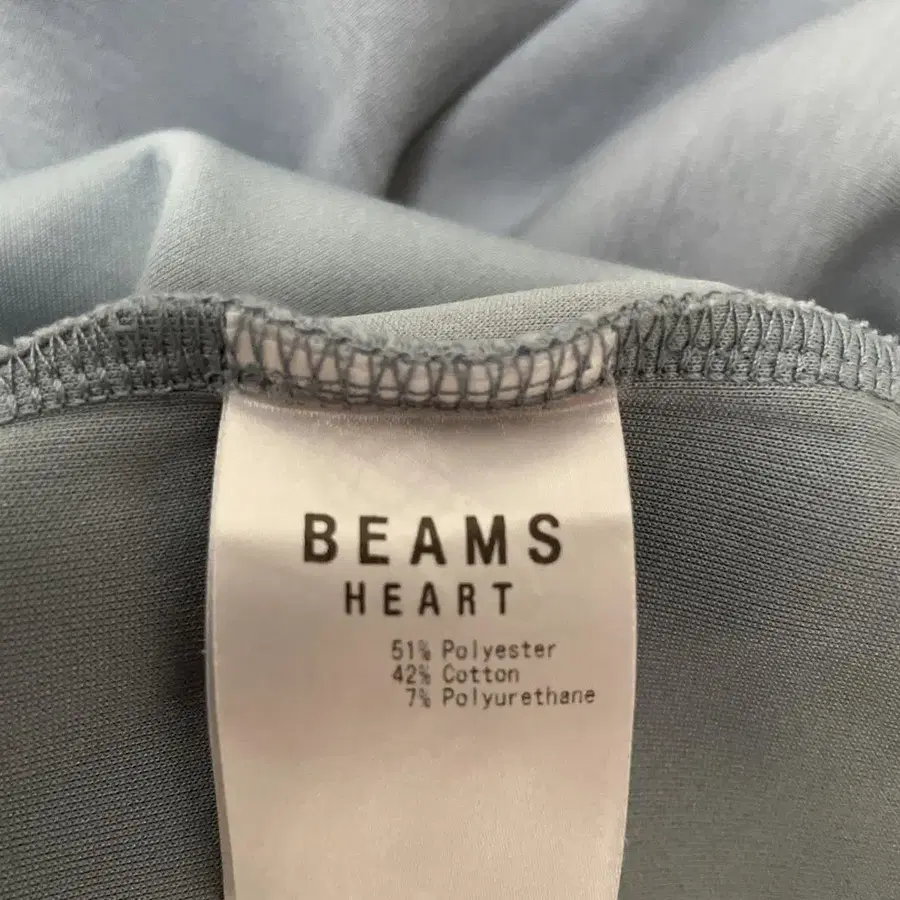 BEAMS
HEART
51% Polyester
42% Cotton
7% Polyurethane